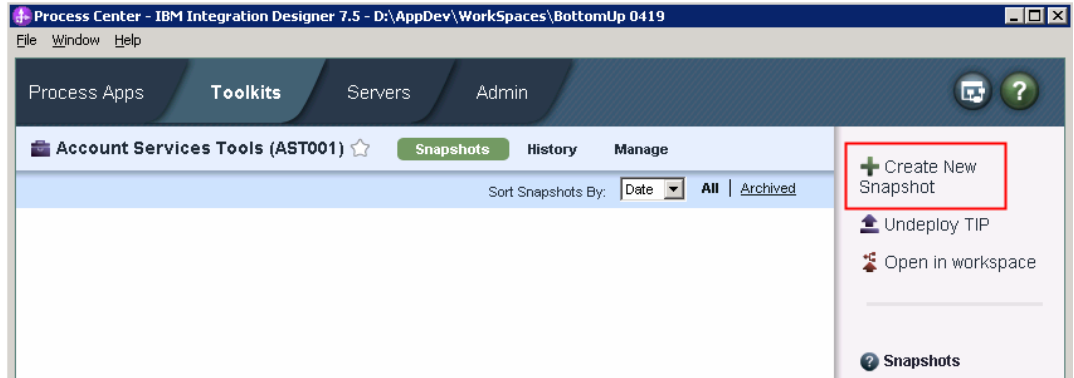 Process Center - IBM Integration Designer 7.5 - D:\AppDev\WorkSpaces\BottomUp 0419
File Window Help
Process Apps Toolkits Servers Admin ?
Account Services Tools (AST001) Snapshots History Manage
Sort Snapshots By: Date All | Archived
Create New
Snapshot
Undeploy TIP
Open in workspace
? Snapshots